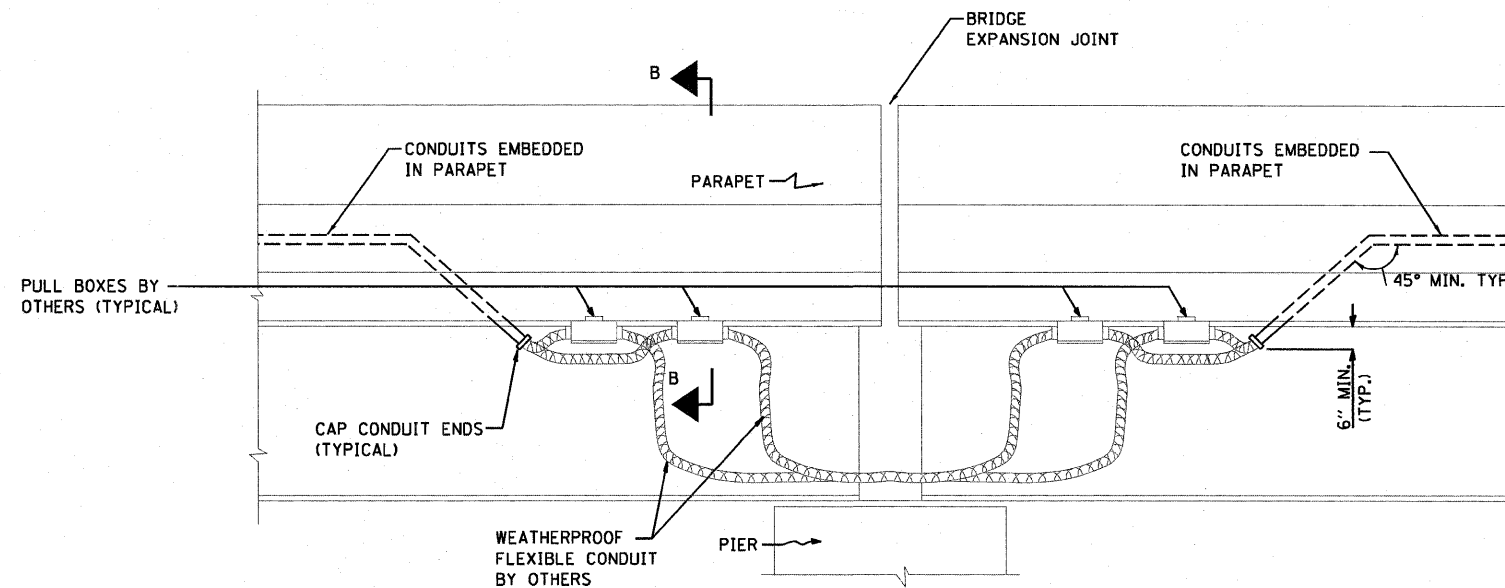 BRIDGE
EXPANSION JOINT
B
CONDUITS EMBEDDED
IN PARAPET
PARAPET
CONDUITS EMBEDDED
IN PARAPET
PULL BOXES BY
OTHERS (TYPICAL)
45° MIN. TYP
B
6" MIN.
(TYP.)
CAP CONDUIT ENDS
(TYPICAL)
WEATHERPROOF
FLEXIBLE CONDUIT
BY OTHERS
PIER